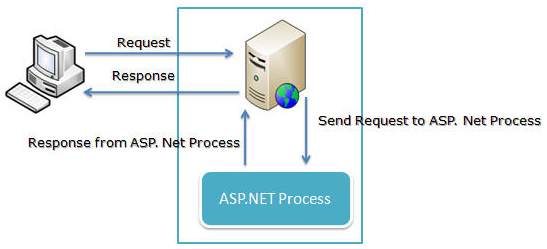 Request
Response
Send Request to ASP. Net Process
Response from ASP. Net Process
ASP.NET Process